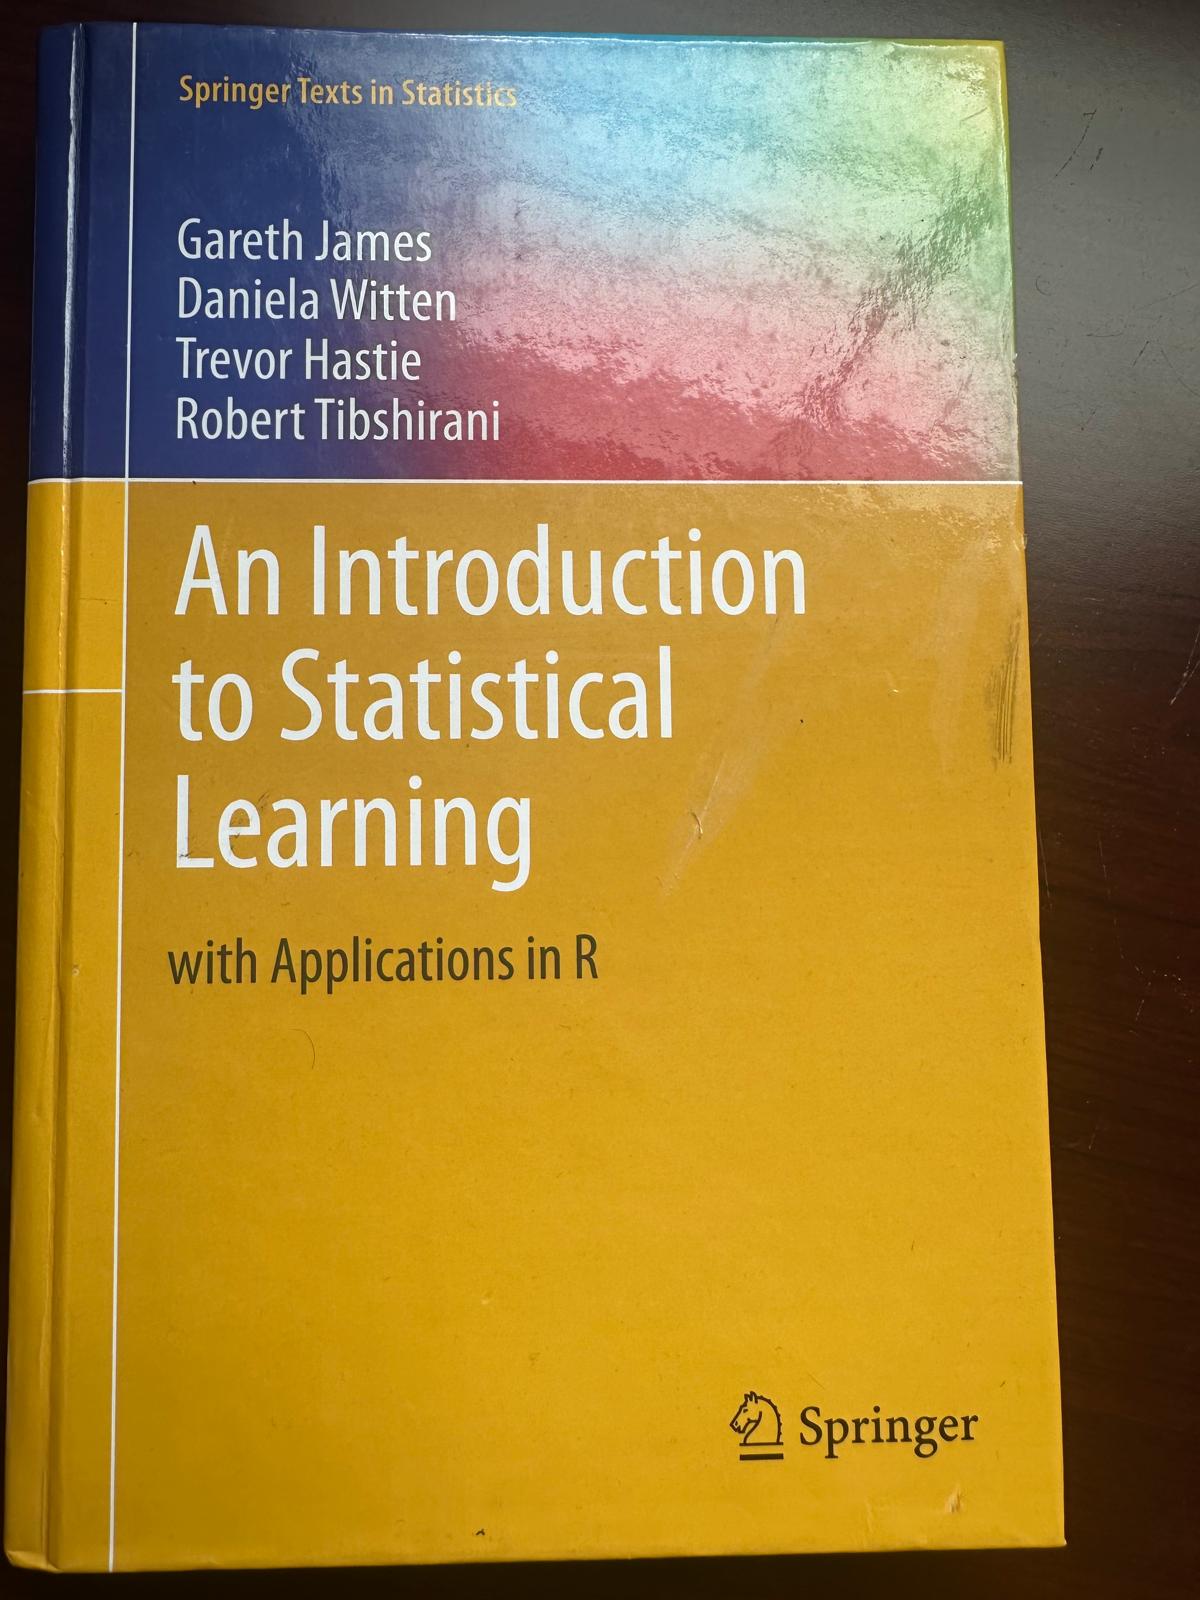 Springer Texts in Statistics
Gareth James
Daniela Witten
Trevor Hastie
Robert Tibshirani
An Introduction
to Statistical
Learning
with Applications in R
Springer